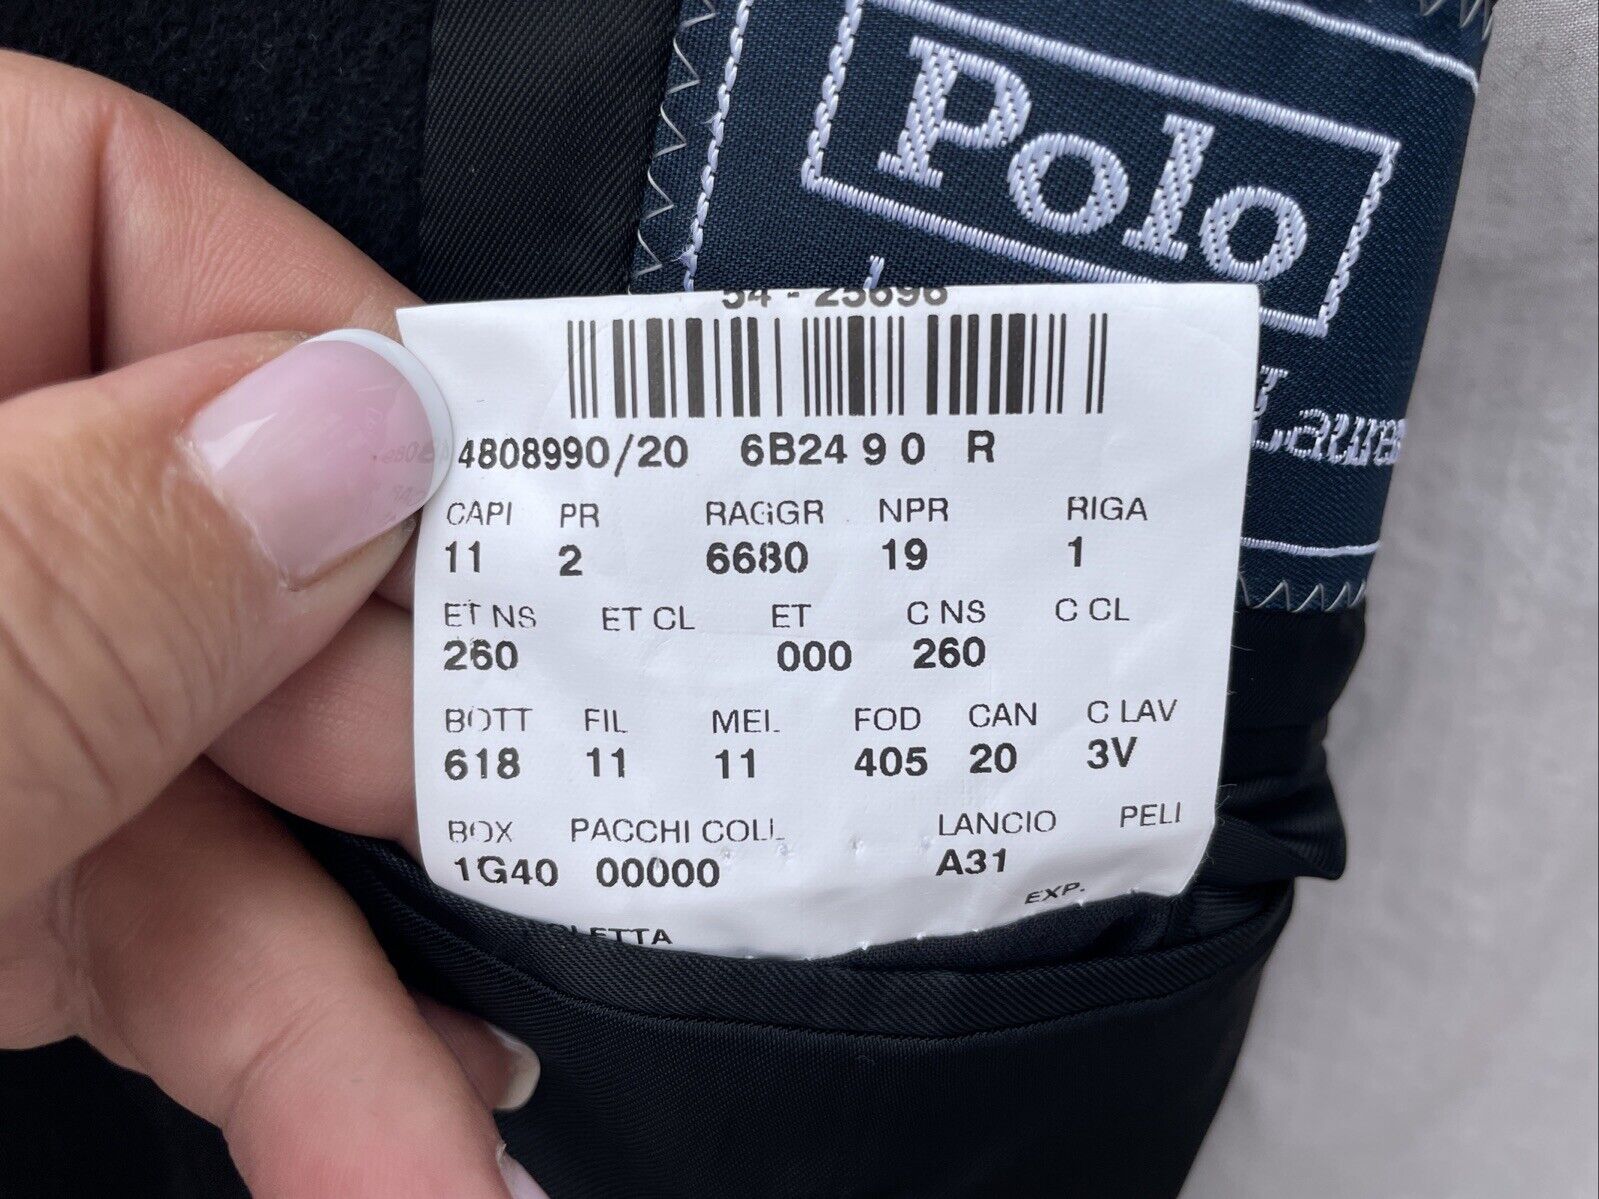 Polo
Lauren
54 - 25696
4808990/20 6B24 9 0 R
CAPI PR RAGGR NPR RIGA
11 2 6680 19 1
ET NS ET CL ET C NS C CL
260 000 260
BOTT FIL MEL FOD CAN C LAV
618 11 11 405 20 3V
BOX PACCHI COLL LANCIO PELI
1G40 00000 A31
EXP.